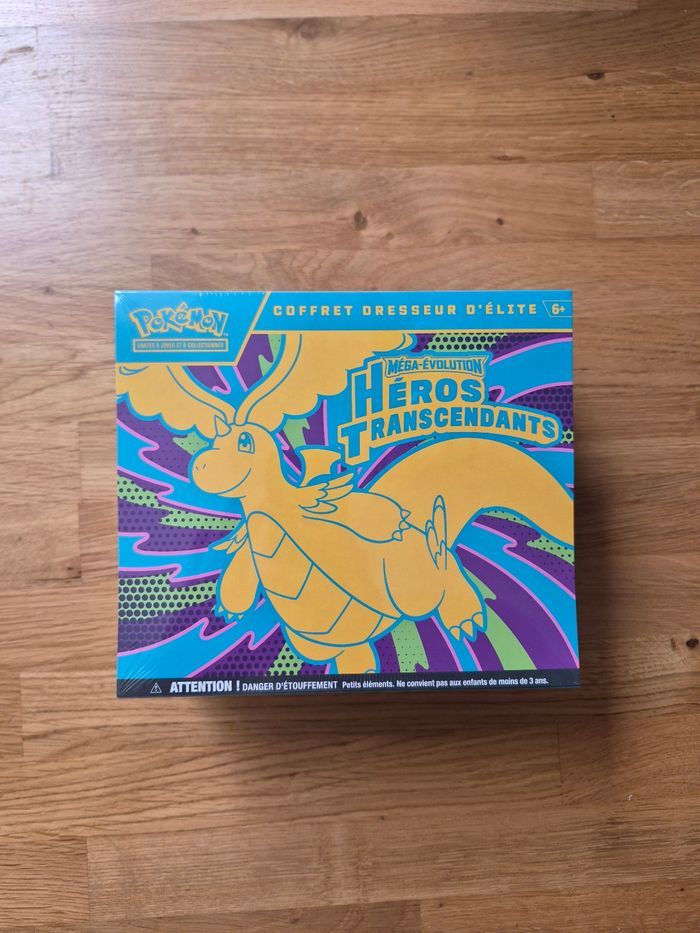 POKÉMON
CARTES À JOUER ET À COLLECTIONNER
COFFRET DRESSEUR D'ÉLITE
6+
MÉGA-ÉVOLUTION
HÉROS
TRANSCENDANTS
ATTENTION ! DANGER D'ÉTOUFFEMENT Petits éléments. Ne convient pas aux enfants de moins de 3 ans.